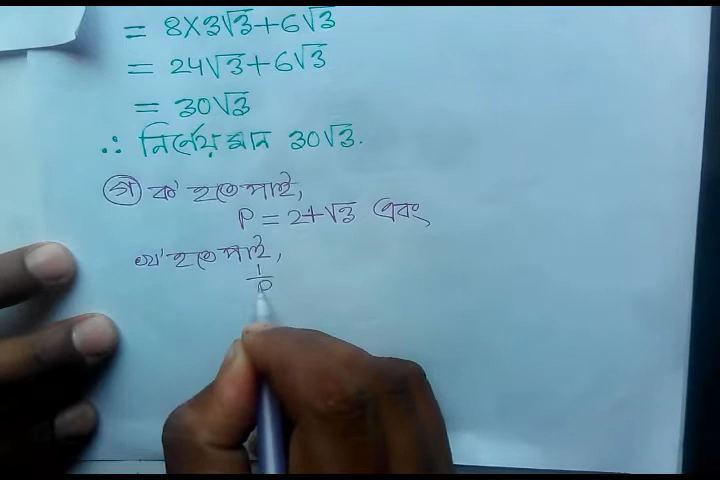 = 8×3√3+6√3
= 24√3+6√3
= 30√3
∴ নির্ণেয় মান 30√3.
গ ক' হতে পাই,
P = 2+√3 এবং
খ' হতে পাই,
1/P